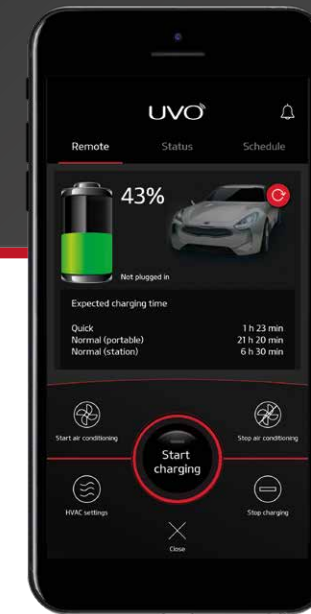 UVO
Remote Status Schedule
43%
Not plugged in
Expected charging time
Quick 1 h 23 min
Normal (portable) 21 h 20 min
Normal (station) 6 h 30 min
Start air conditioning Stop air conditioning
Start
charging
HVAC settings Stop charging
Close